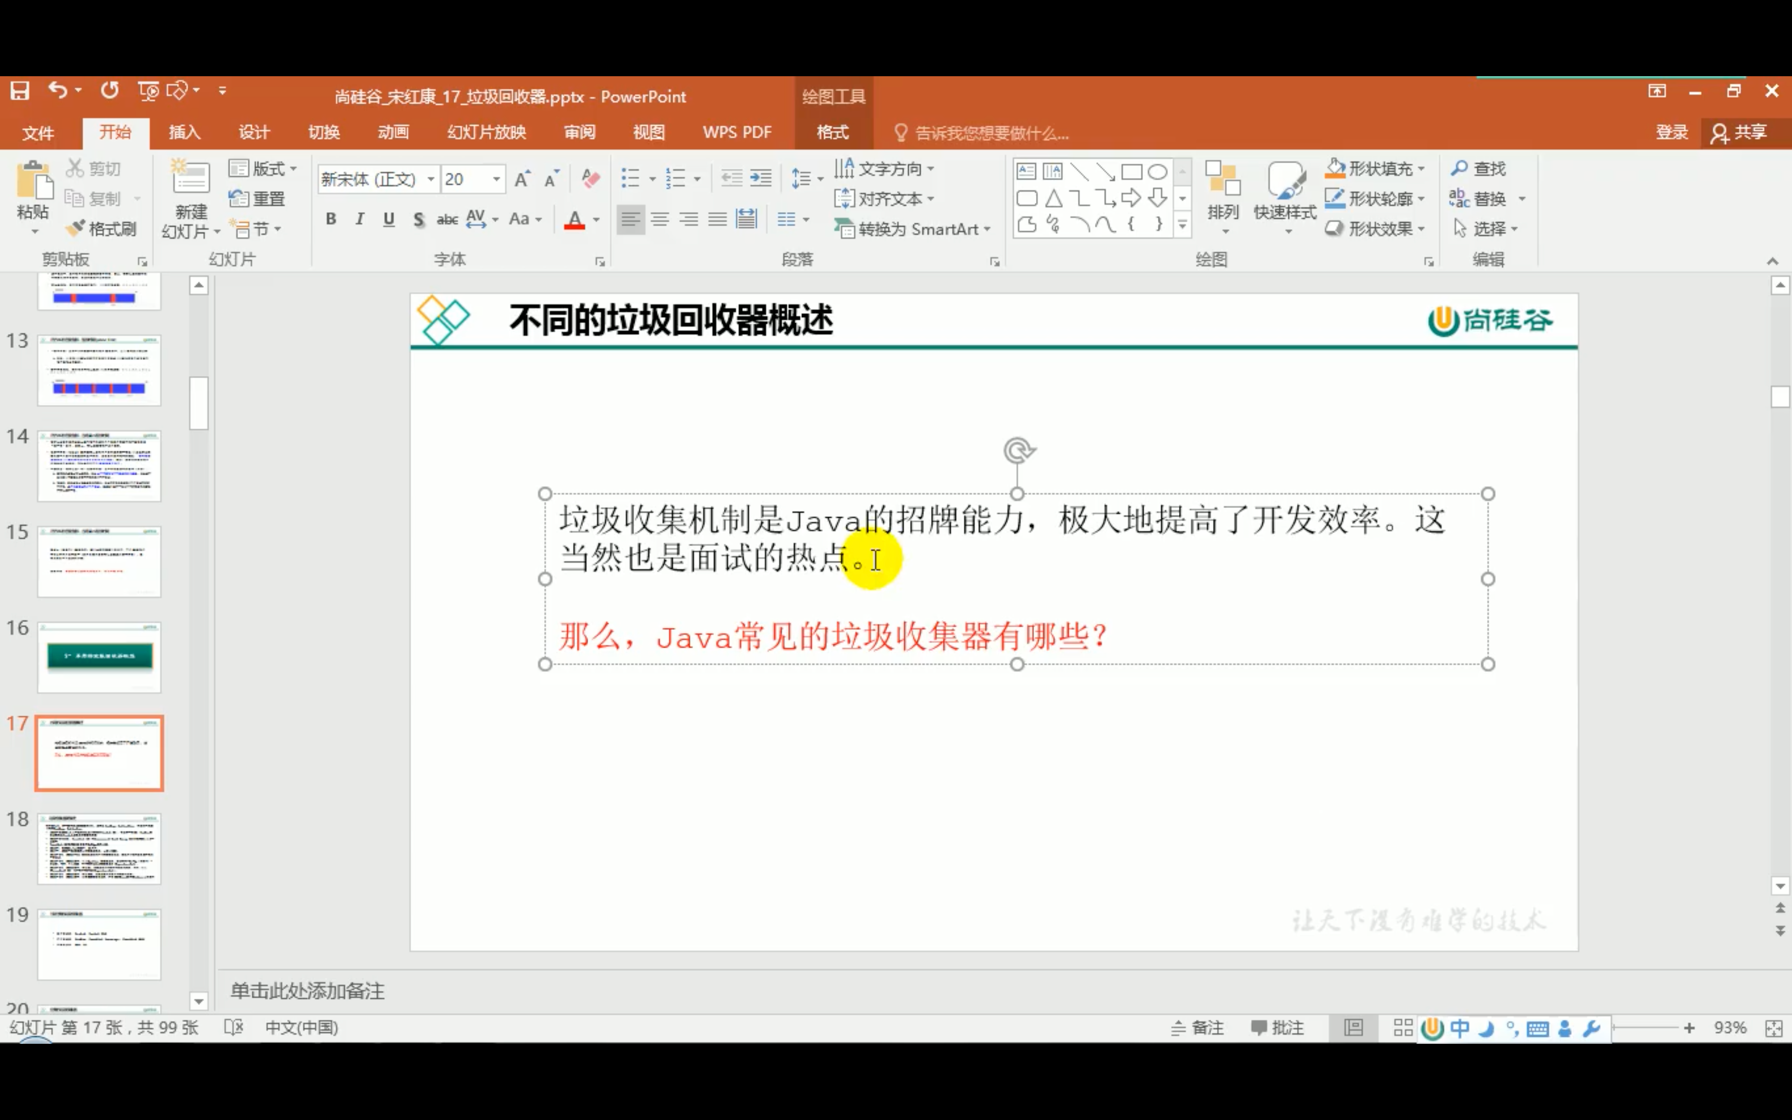 尚硅谷_宋红康_17_垃圾回收器.pptx - PowerPoint
绘图工具
文件 开始 插入 设计 切换 动画 幻灯片放映 审阅 视图 WPS PDF 格式 告诉我您想要做什么... 登录 共享
粘贴 剪切 复制 格式刷
剪贴板
新建 幻灯片 版式 重置 节
幻灯片
新宋体 (正文) 20
B I U S abc AV Aa A
字体
文字方向
对齐文本
转换为 SmartArt
段落
排列 快速样式
形状填充
形状轮廓
形状效果
绘图
查找
替换
选择
编辑
13
14
15
16
17
18
19
20
不同的垃圾回收器概述
尚硅谷
垃圾收集机制是Java的招牌能力，极大地提高了开发效率。这
当然也是面试的热点。
那么，Java常见的垃圾收集器有哪些？
让天下没有难学的技术
单击此处添加备注
幻灯片 第 17 张，共 99 张 中文(中国) 备注 批注 中 93%